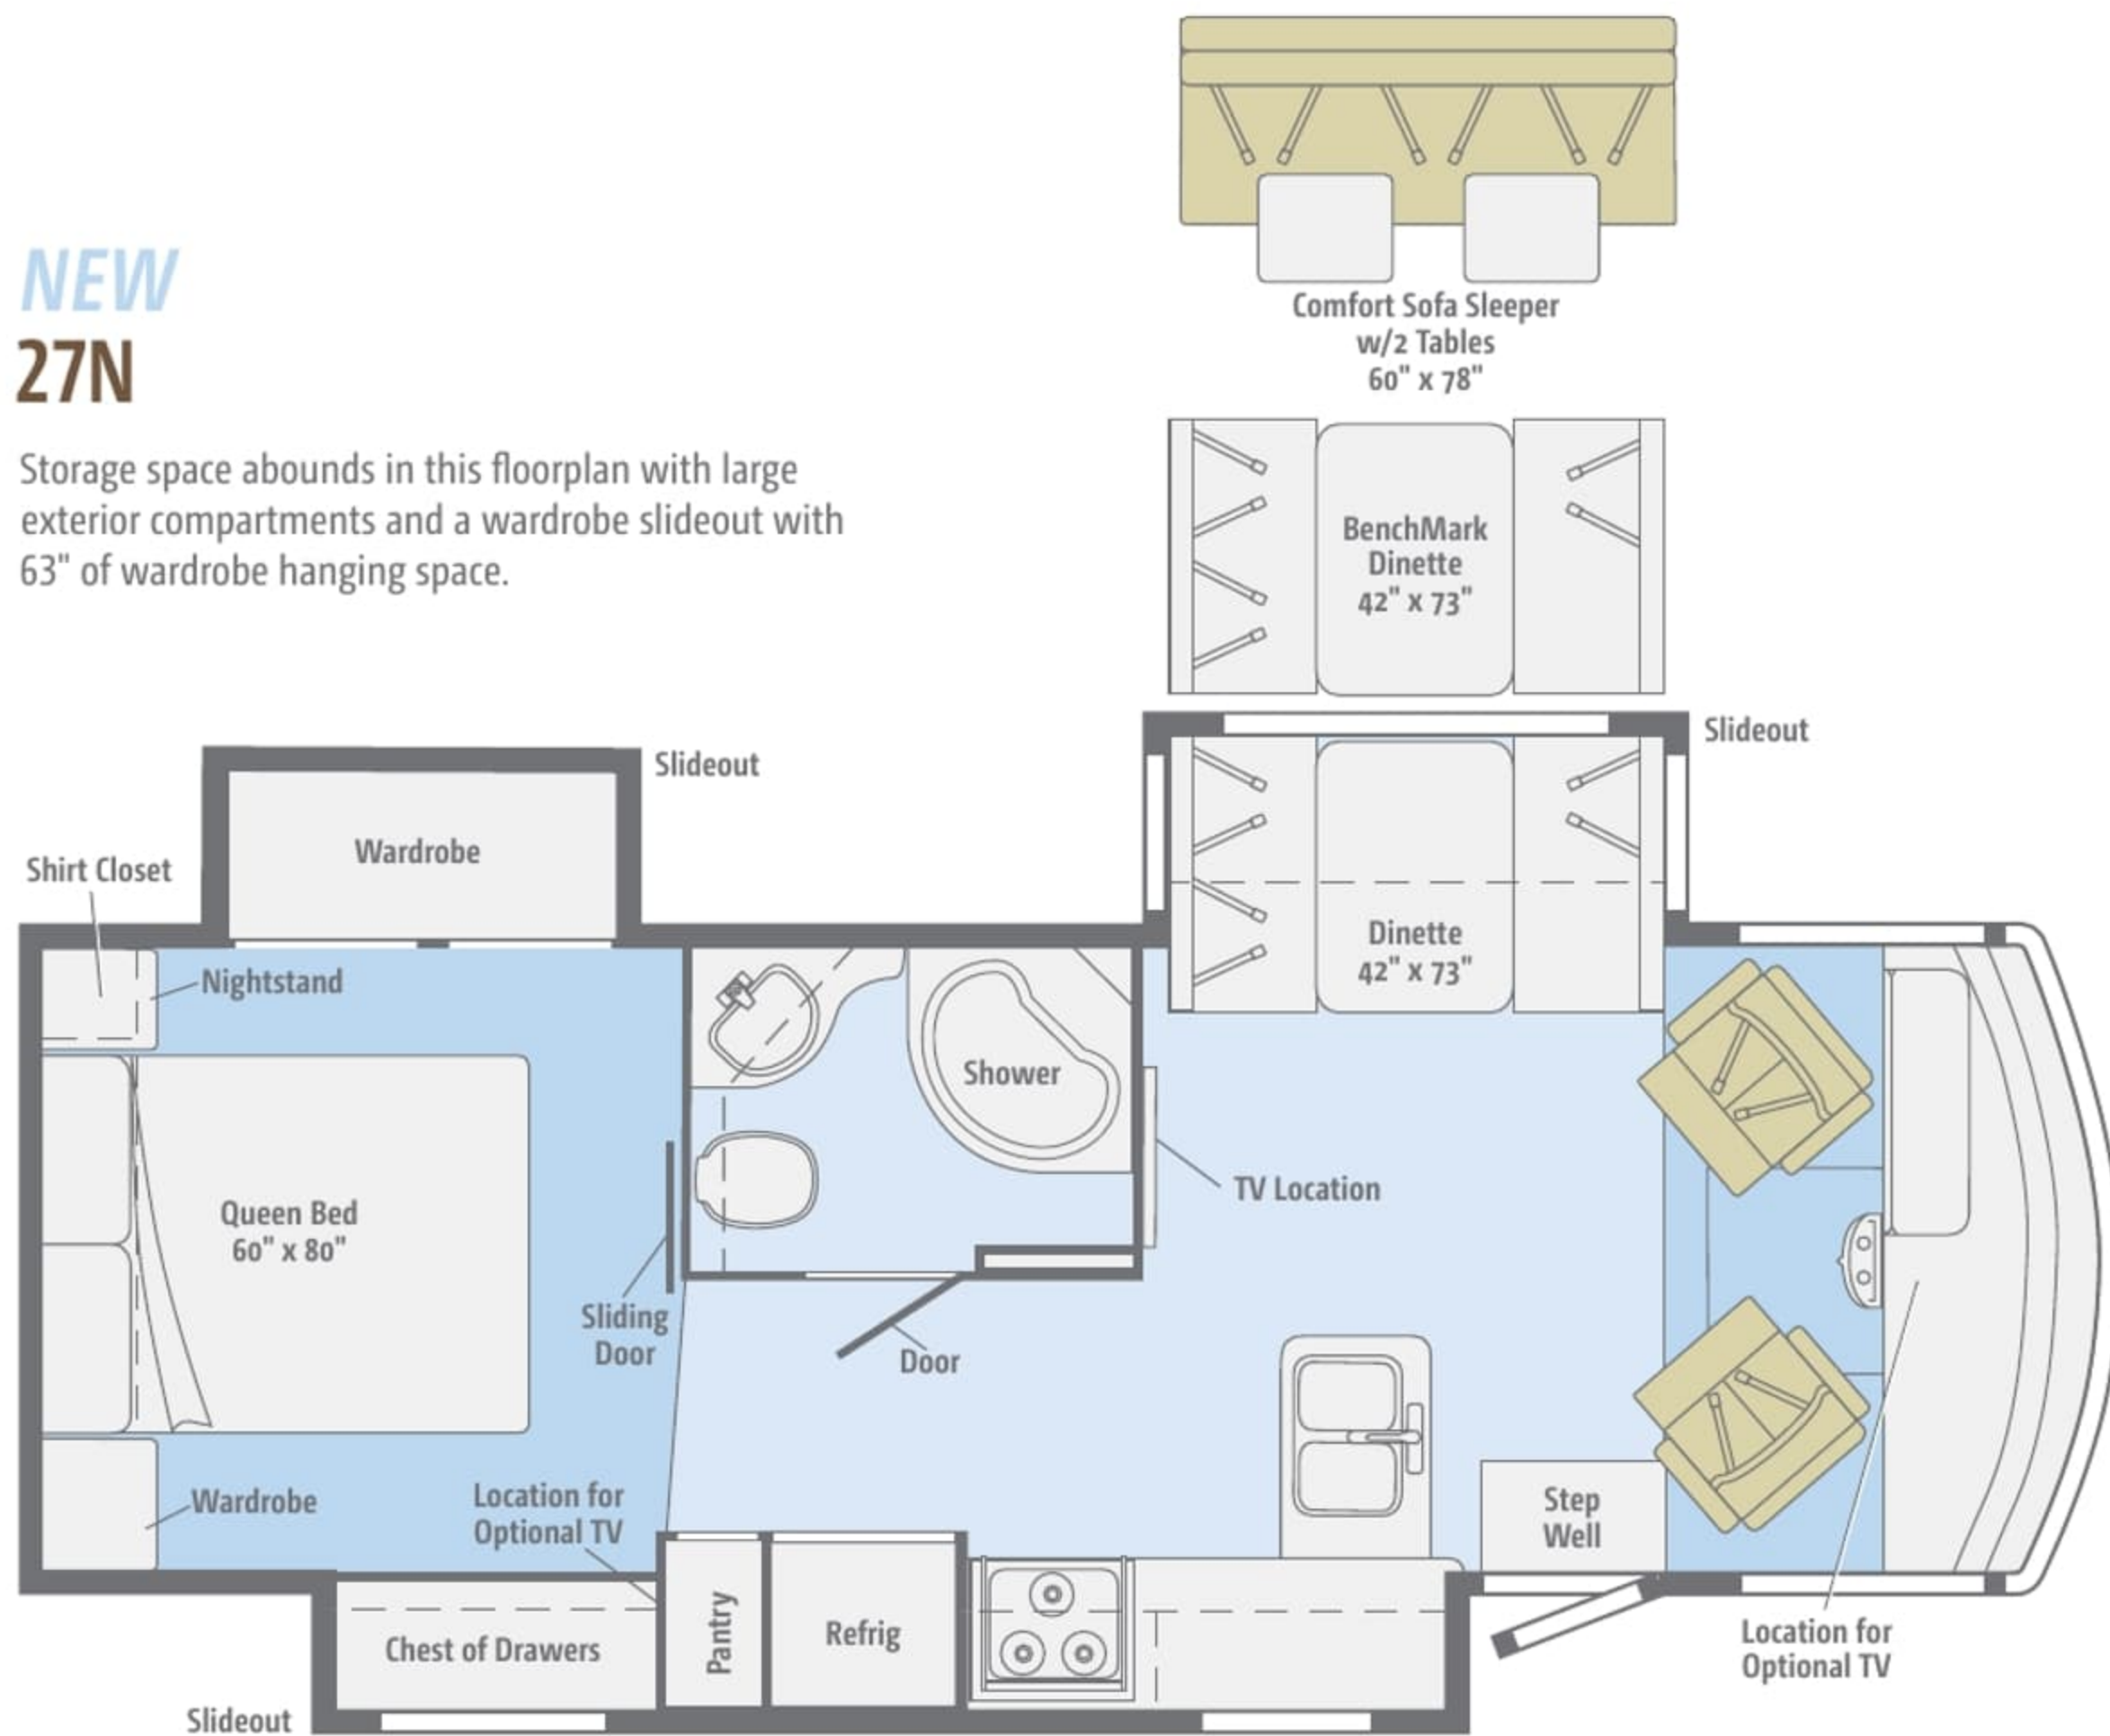 NEW
27N
Storage space abounds in this floorplan with large
exterior compartments and a wardrobe slideout with
63" of wardrobe hanging space.
Comfort Sofa Sleeper
w/2 Tables
60" x 78"
BenchMark
Dinette
42" x 73"
Slideout
Slideout
Wardrobe
Shirt Closet
Nightstand
Dinette
42" x 73"
Shower
TV Location
Queen Bed
60" x 80"
Sliding
Door
Door
Wardrobe
Location for
Optional TV
Step
Well
Chest of Drawers
Pantry
Refrig
Location for
Optional TV
Slideout